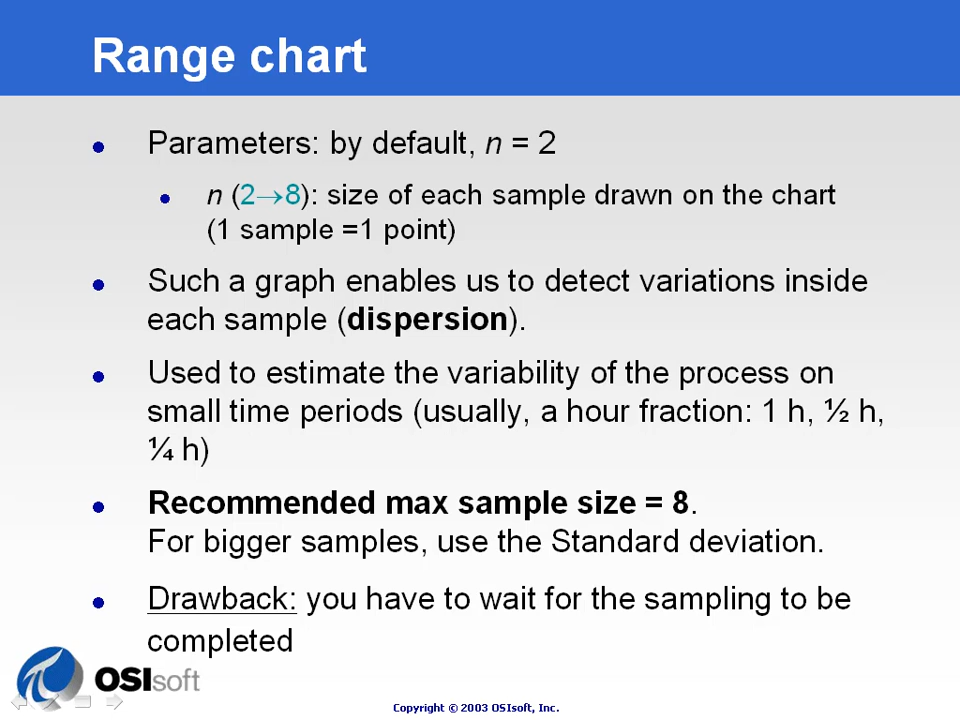 Range chart
Parameters: by default, n = 2
n (2→8): size of each sample drawn on the chart
(1 sample =1 point)
Such a graph enables us to detect variations inside
each sample (dispersion).
Used to estimate the variability of the process on
small time periods (usually, a hour fraction: 1 h, ½ h,
¼ h)
Recommended max sample size = 8.
For bigger samples, use the Standard deviation.
Drawback: you have to wait for the sampling to be
completed
OSIsoft
Copyright © 2003 OSIsoft, Inc.